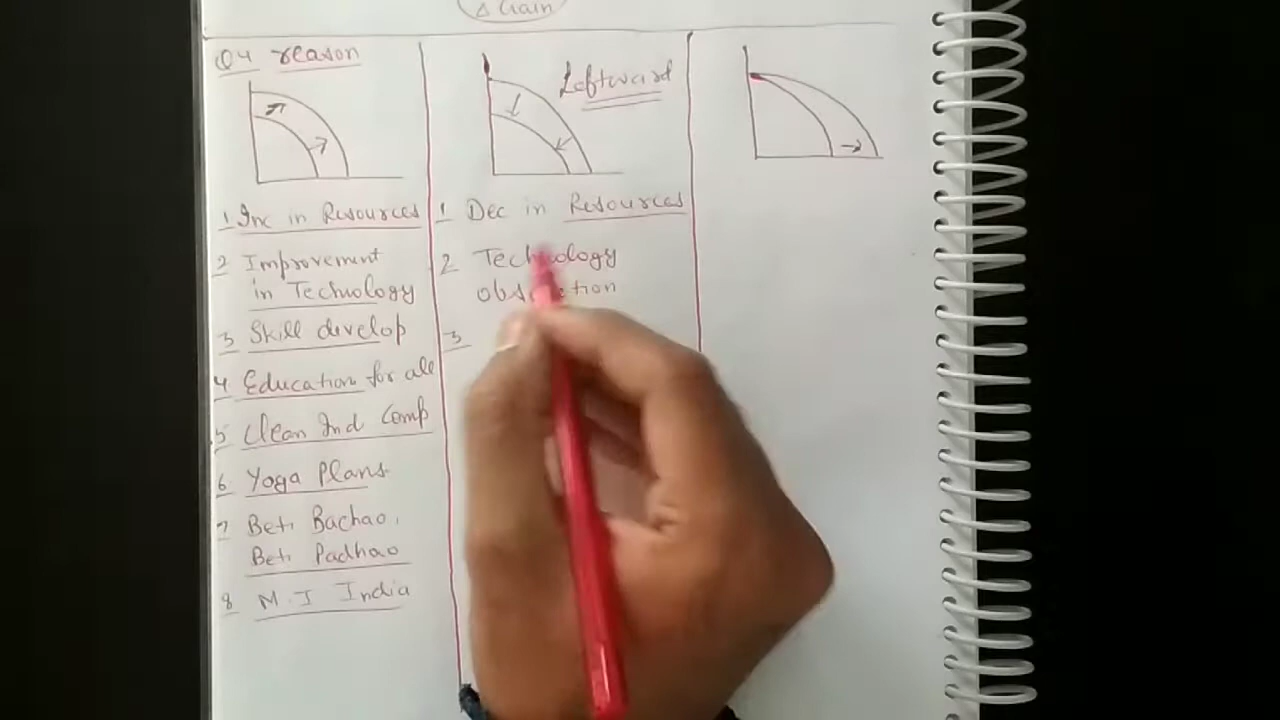 Δ Gain
Q4 reason
1 Inc in Resources
2 Improvement
in Technology
3 Skill develop
4 Education for all
5 Clean Ind Comp
6 Yoga Plans
7 Beti Bachao,
Beti Padhao
8 M. I India
Leftward
1 Dec in Resources
2 Technology
3